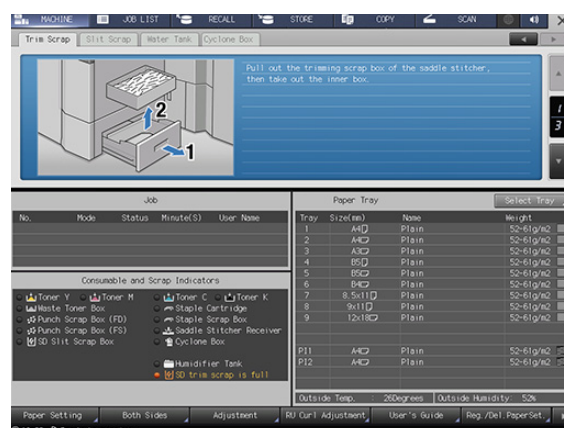 MACHINE JOB LIST RECALL STORE COPY SCAN
Trim Scrap Slit Scrap Water Tank Cyclone Box
Pull out the trimming scrap box of the saddle stitcher,
then take out the inner box.
2
1
1
3
Job
No. Mode Status Minute(S) User Name
Consumable and Scrap Indicators
Toner Y Toner M Toner C Toner K
Waste Toner Box Staple Cartridge
Punch Scrap Box (FD) Staple Scrap Box
Punch Scrap Box (FS) Saddle Stitcher Receiver
SD Slit Scrap Box Cyclone Box
Humidifier Tank
SD trim scrap is full
Paper Tray Select Tray
Tray Size(mm) Name Weight
1 A4 Plain 52-61g/m2
2 A4 Plain 52-61g/m2
3 A3 Plain 52-61g/m2
4 B5 Plain 52-61g/m2
5 B5 Plain 52-61g/m2
6 B4 Plain 52-61g/m2
7 8.5x11 Plain 52-61g/m2
8 9x11 Plain 52-61g/m2
9 12x18 Plain 52-61g/m2
PI1 A4 Plain 52-61g/m2
PI2 A4 Plain 52-61g/m2
Outside Temp. : 26Degrees Outside Humidity: 52%
Paper Setting Both Sides Adjustment RU Curl Adjustment User's Guide Reg./Del.PaperSet.